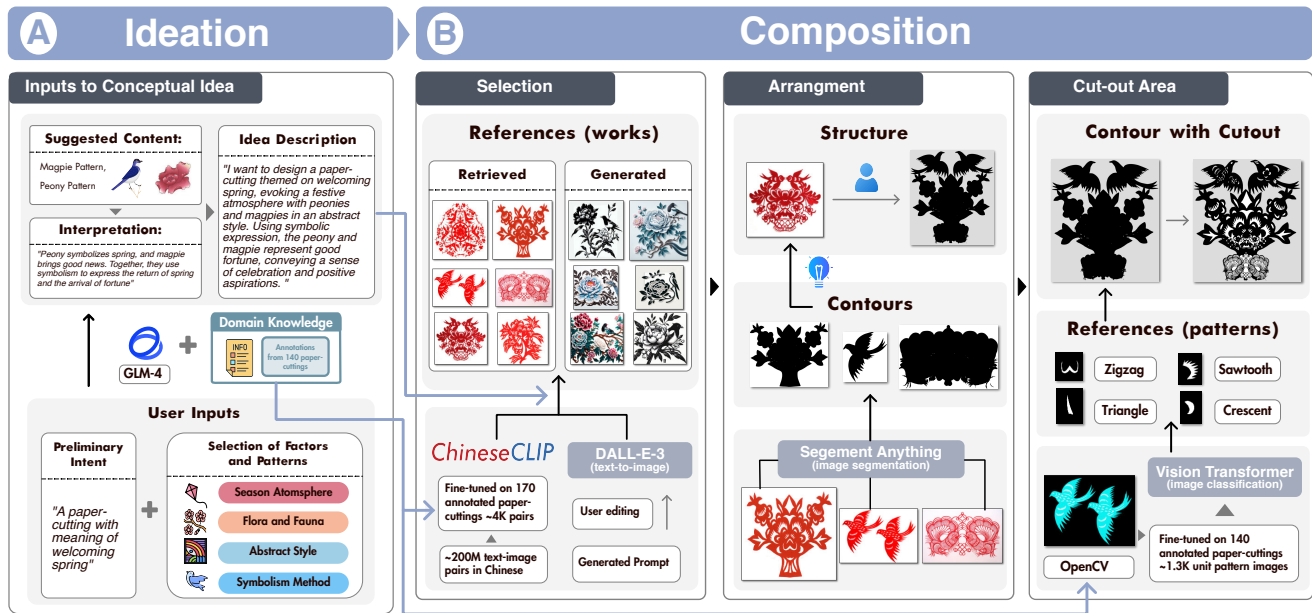 A Ideation
B Composition
Inputs to Conceptual Idea
Suggested Content:
Magpie Pattern,
Peony Pattern
Interpretation:
"Peony symbolizes spring, and magpie
brings good news. Together, they use
symbolism to express the return of spring
and the arrival of fortune"
Idea Description
"I want to design a paper-
cutting themed on welcoming
spring, evoking a festive
atmosphere with peonies
and magpies in an abstract
style. Using symbolic
expression, the peony and
magpie represent good
fortune, conveying a sense
of celebration and positive
aspirations. "
GLM-4
Domain Knowledge
INFO
Annotations
from 140 paper-
cuttings
User Inputs
Preliminary
Intent
"A paper-
cutting with
meaning of
welcoming
spring"
Selection of Factors
and Patterns
Season Atomsphere
Flora and Fauna
Abstract Style
Symbolism Method
Selection
References (works)
Retrieved
Generated
ChineseCLIP
Fine-tuned on 170
annotated paper-
cuttings ~4K pairs
~200M text-image
pairs in Chinese
DALL-E-3
(text-to-image)
User editing
Generated Prompt
Arrangment
Structure
Contours
Segement Anything
(image segmentation)
Cut-out Area
Contour with Cutout
References (patterns)
Zigzag
Sawtooth
Triangle
Crescent
Vision Transformer
(image classification)
OpenCV
Fine-tuned on 140
annotated paper-cuttings
~1.3K unit pattern images